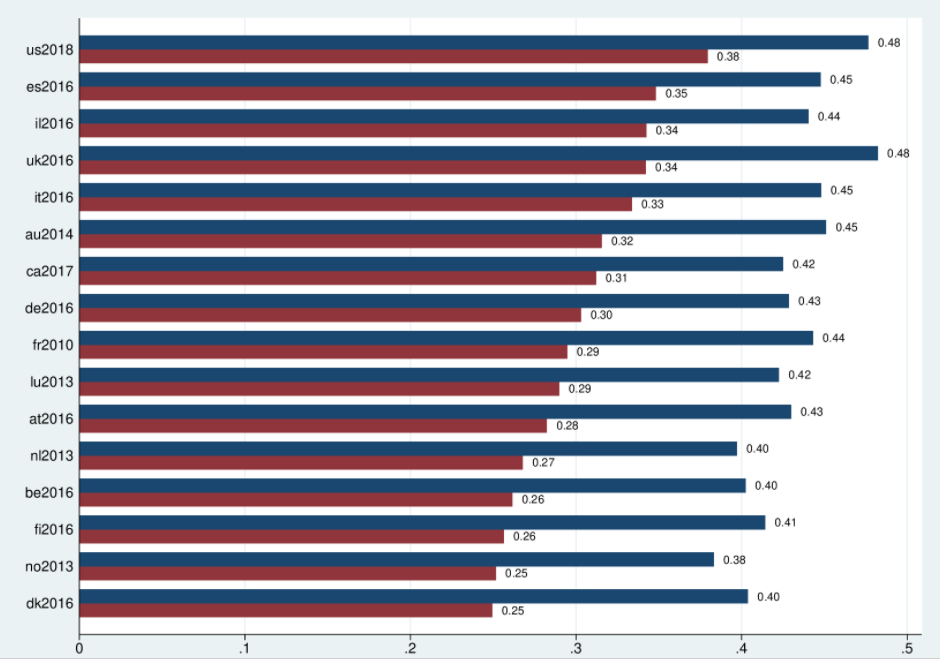 us2018 0.48
0.38
es2016 0.45
0.35
il2016 0.44
0.34
uk2016 0.48
0.34
it2016 0.45
0.33
au2014 0.45
0.32
ca2017 0.42
0.31
de2016 0.43
0.30
fr2010 0.44
0.29
lu2013 0.42
0.29
at2016 0.43
0.28
nl2013 0.40
0.27
be2016 0.40
0.26
fi2016 0.41
0.26
no2013 0.38
0.25
dk2016 0.40
0.25
0 .1 .2 .3 .4 .5